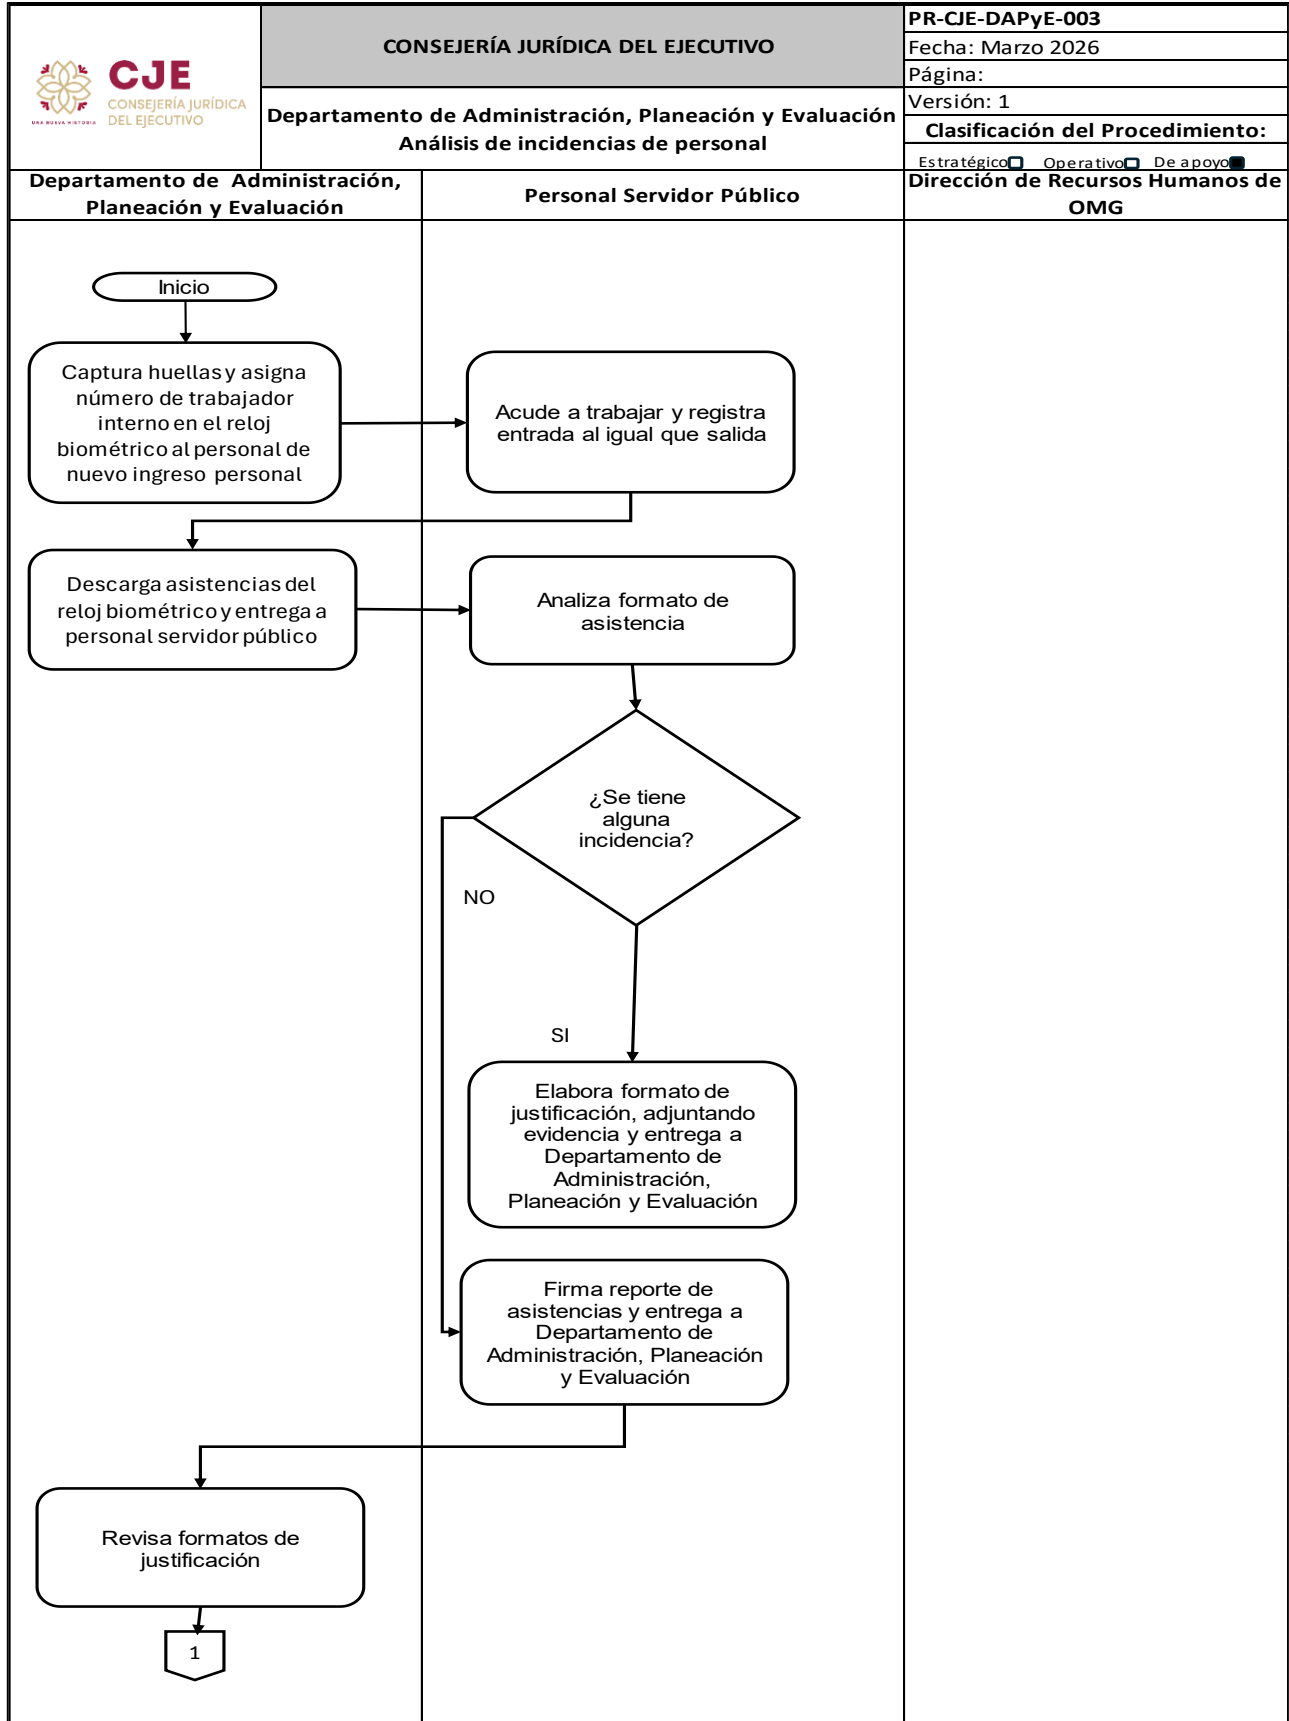 CJE
CONSEJERÍA JURÍDICA
DEL EJECUTIVO
UNA NUEVA HISTORIA
CONSEJERÍA JURÍDICA DEL EJECUTIVO
Departamento de Administración, Planeación y Evaluación
Análisis de incidencias de personal
PR-CJE-DAPyE-003
Fecha: Marzo 2026
Página:
Versión: 1
Clasificación del Procedimiento:
Estratégico Operativo De apoyo
Departamento de Administración,
Planeación y Evaluación
Personal Servidor Público
Dirección de Recursos Humanos de
OMG
Inicio
Captura huellas y asigna
número de trabajador
interno en el reloj
biométrico al personal de
nuevo ingreso personal
Acude a trabajar y registra
entrada al igual que salida
Descarga asistencias del
reloj biométrico y entrega a
personal servidor público
Analiza formato de
asistencia
¿Se tiene
alguna
incidencia?
NO
SI
Elabora formato de
justificación, adjuntando
evidencia y entrega a
Departamento de
Administración,
Planeación y Evaluación
Firma reporte de
asistencias y entrega a
Departamento de
Administración, Planeación
y Evaluación
Revisa formatos de
justificación
1